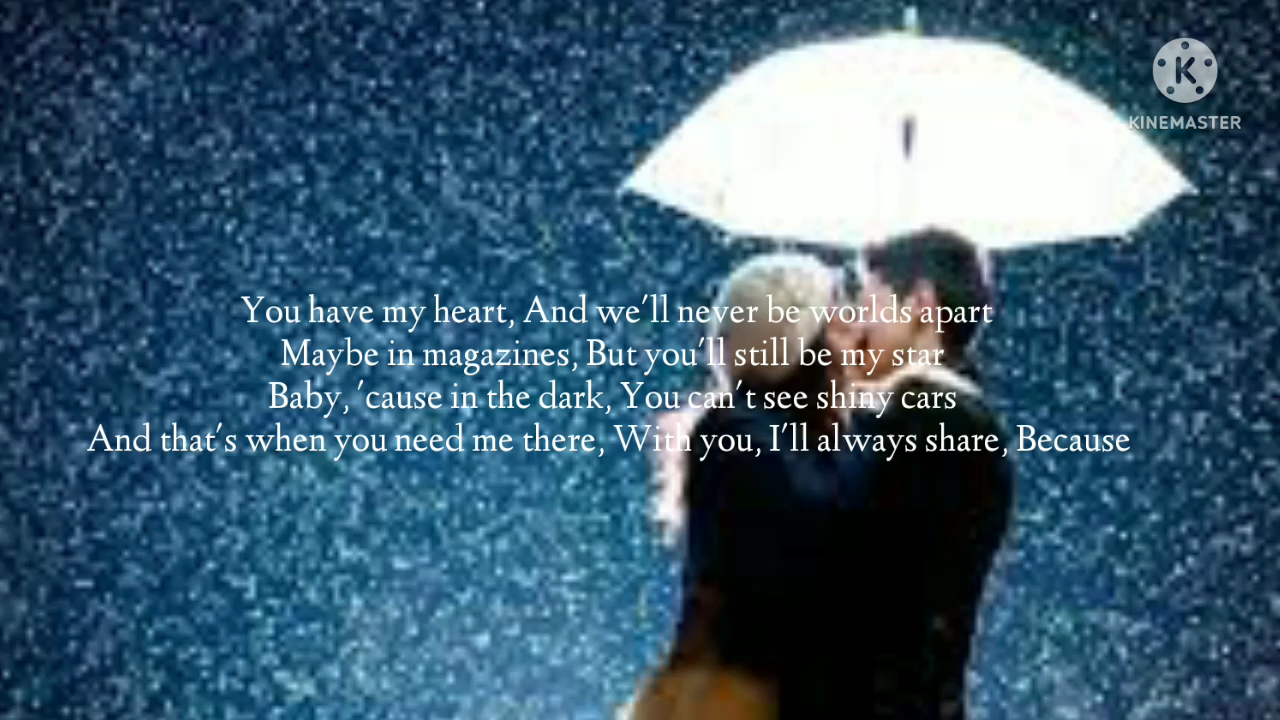 KINEMASTER
You have my heart, And we'll never be worlds apart
Maybe in magazines, But you'll still be my star
Baby, 'cause in the dark, You can't see shiny cars
And that's when you need me there, With you, I'll always share, Because